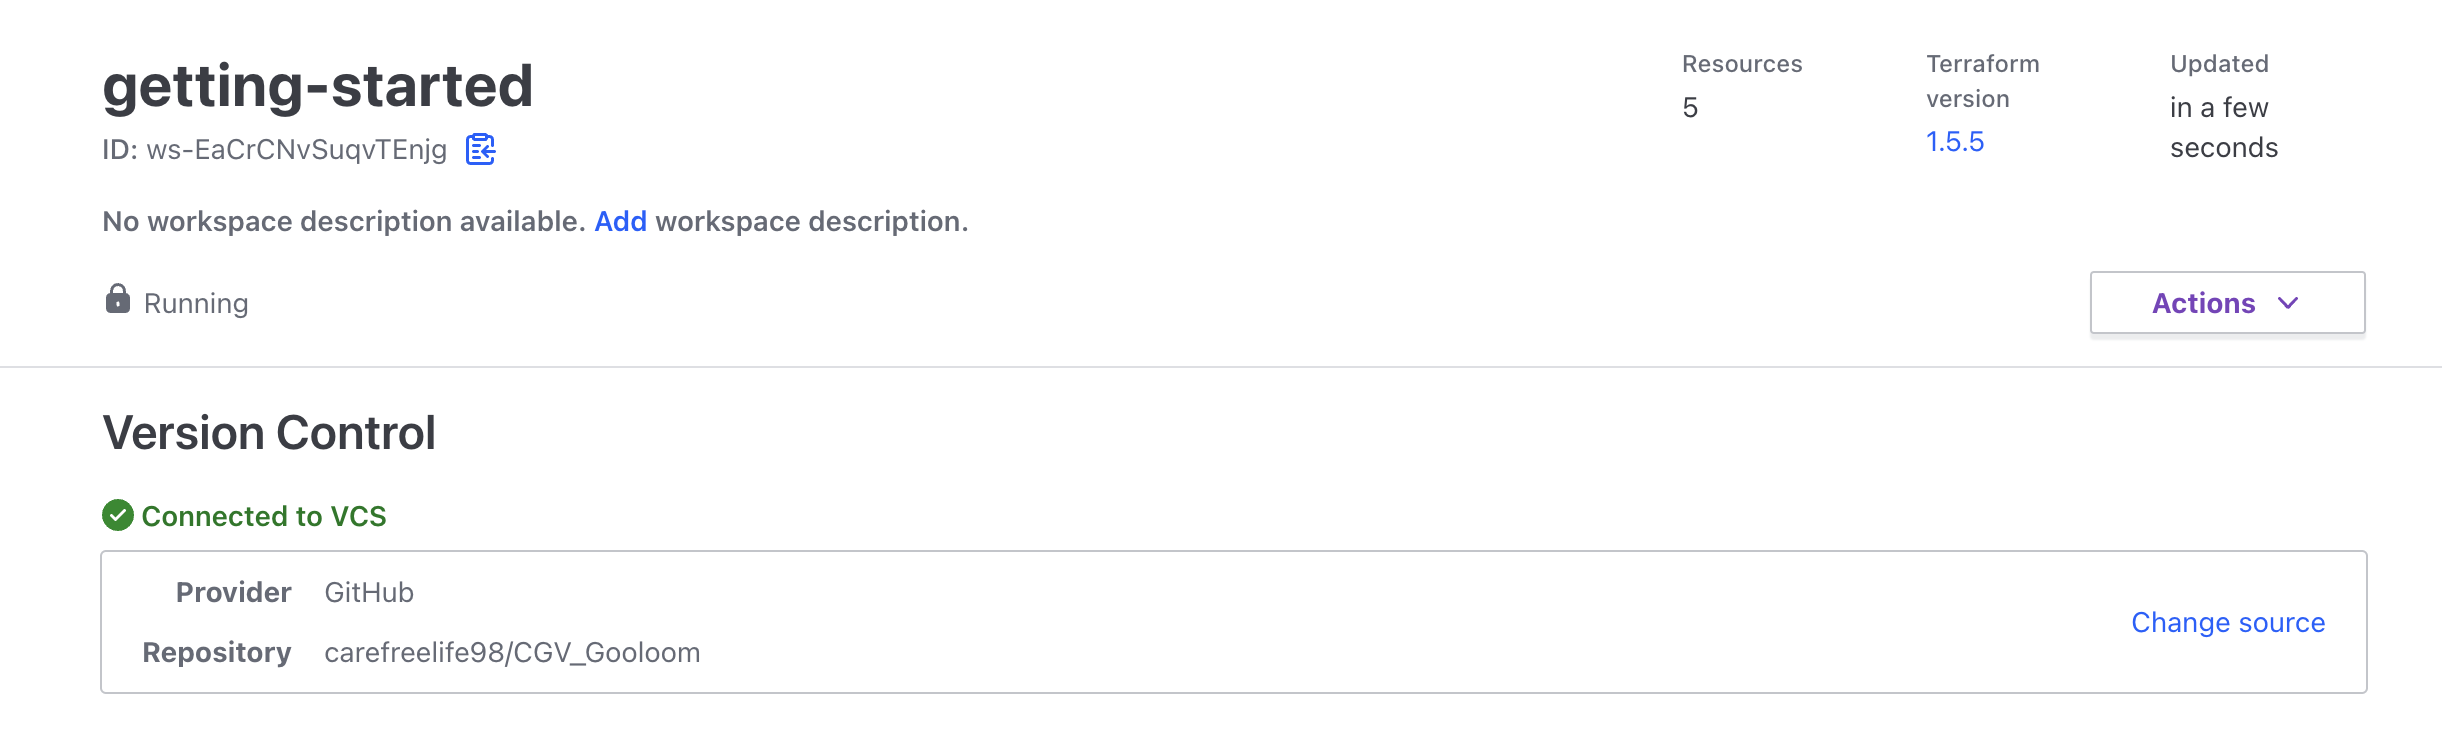 getting-started
ID: ws-EaCrCNvSuqvTEnjg
No workspace description available. Add workspace description.
Running
Resources
5
Terraform
version
1.5.5
Updated
in a few
seconds
Actions
Version Control
Connected to VCS
Provider GitHub
Repository carefreelife98/CGV_Gooloom
Change source